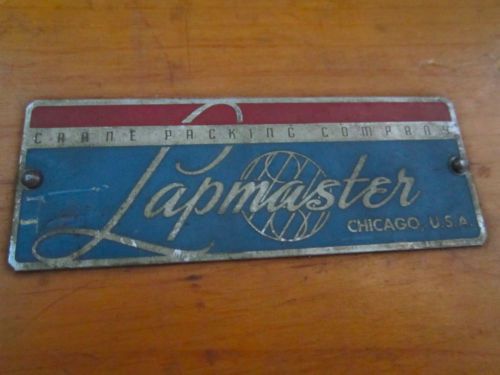 CRANE PACKING COMPANY
Lapmaster
CHICAGO, U.S.A.